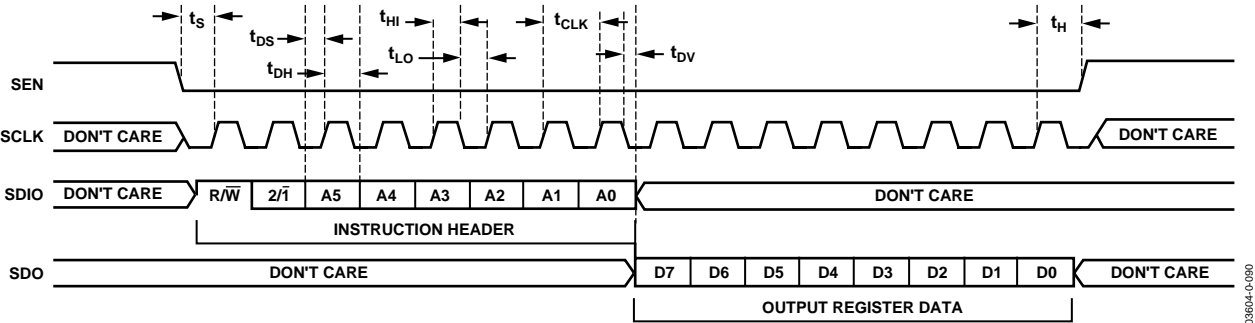 tS
tHI
tCLK
tH
tDS
tLO
tDV
tDH
SEN
SCLK DON'T CARE DON'T CARE
SDIO DON'T CARE R/W̅ 2/1̅ A5 A4 A3 A2 A1 A0 DON'T CARE
INSTRUCTION HEADER
SDO DON'T CARE D7 D6 D5 D4 D3 D2 D1 D0 DON'T CARE
OUTPUT REGISTER DATA
03604-0-090